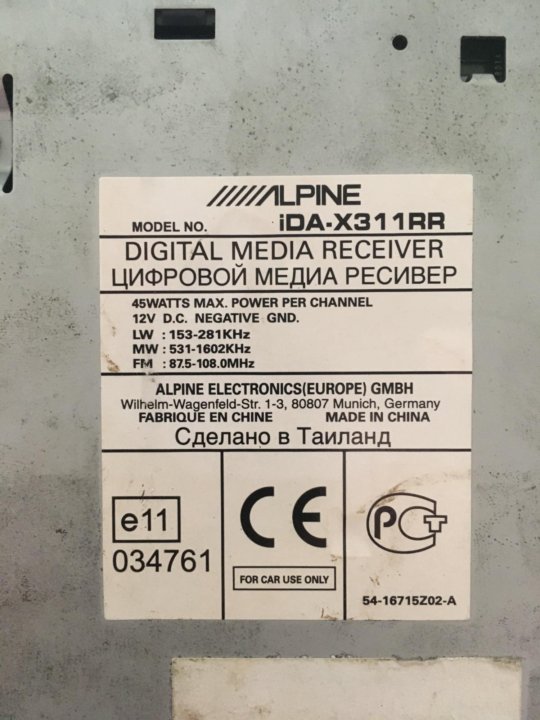 ALPINE
MODEL NO. iDA-X311RR
DIGITAL MEDIA RECEIVER
ЦИФРОВОЙ МЕДИА РЕСИВЕР
45WATTS MAX. POWER PER CHANNEL
12V D.C. NEGATIVE GND.
LW : 153-281KHz
MW : 531-1602KHz
FM : 87.5-108.0MHz
ALPINE ELECTRONICS(EUROPE) GMBH
Wilhelm-Wagenfeld-Str. 1-3, 80807 Munich, Germany
FABRIQUE EN CHINE MADE IN CHINA
Сделано в Таиланд
e11
034761
CE
FOR CAR USE ONLY
РСТ
54-16715Z02-A